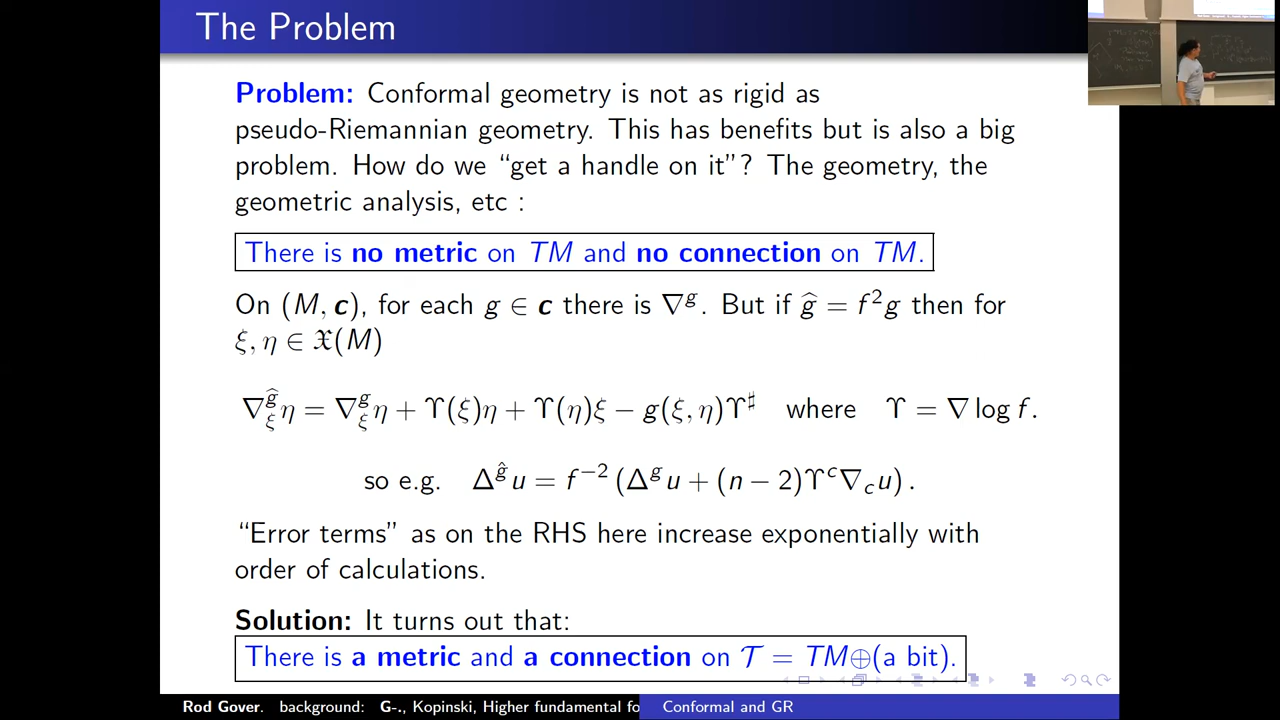 The Problem
Problem: Conformal geometry is not as rigid as
pseudo-Riemannian geometry. This has benefits but is also a big
problem. How do we “get a handle on it”? The geometry, the
geometric analysis, etc :
There is no metric on TM and no connection on TM.
On (M, c), for each g ∈ c there is ∇^g. But if ĝ = f²g then for
ξ, η ∈ 𝔛(M)
∇^ĝ_ξ η = ∇^g_ξ η + ϒ(ξ)η + ϒ(η)ξ − g(ξ, η)ϒ^♯ where ϒ = ∇ log f.
so e.g. Δ^ĝ u = f⁻² (Δ^g u + (n − 2)ϒ^c ∇_c u) .
“Error terms” as on the RHS here increase exponentially with
order of calculations.
Solution: It turns out that:
There is a metric and a connection on 𝒯 = TM⊕(a bit).
Rod Gover. background: G-., Kopinski, Higher fundamental fo
Conformal and GR